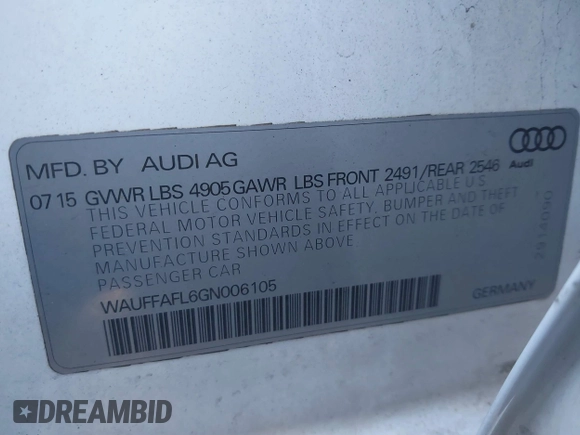 MFD. BY AUDI AG
07 15 GVWR LBS 4905 GAWR LBS FRONT 2491/REAR 2546
THIS VEHICLE CONFORMS TO ALL APPLICABLE U S
FEDERAL MOTOR VEHICLE SAFETY, BUMPER AND THEFT
PREVENTION STANDARDS IN EFFECT ON THE DATE OF
MANUFACTURE SHOWN ABOVE
PASSENGER CAR
WAUFFAFL6GN006105
GERMANY
Audi
DREAMBID